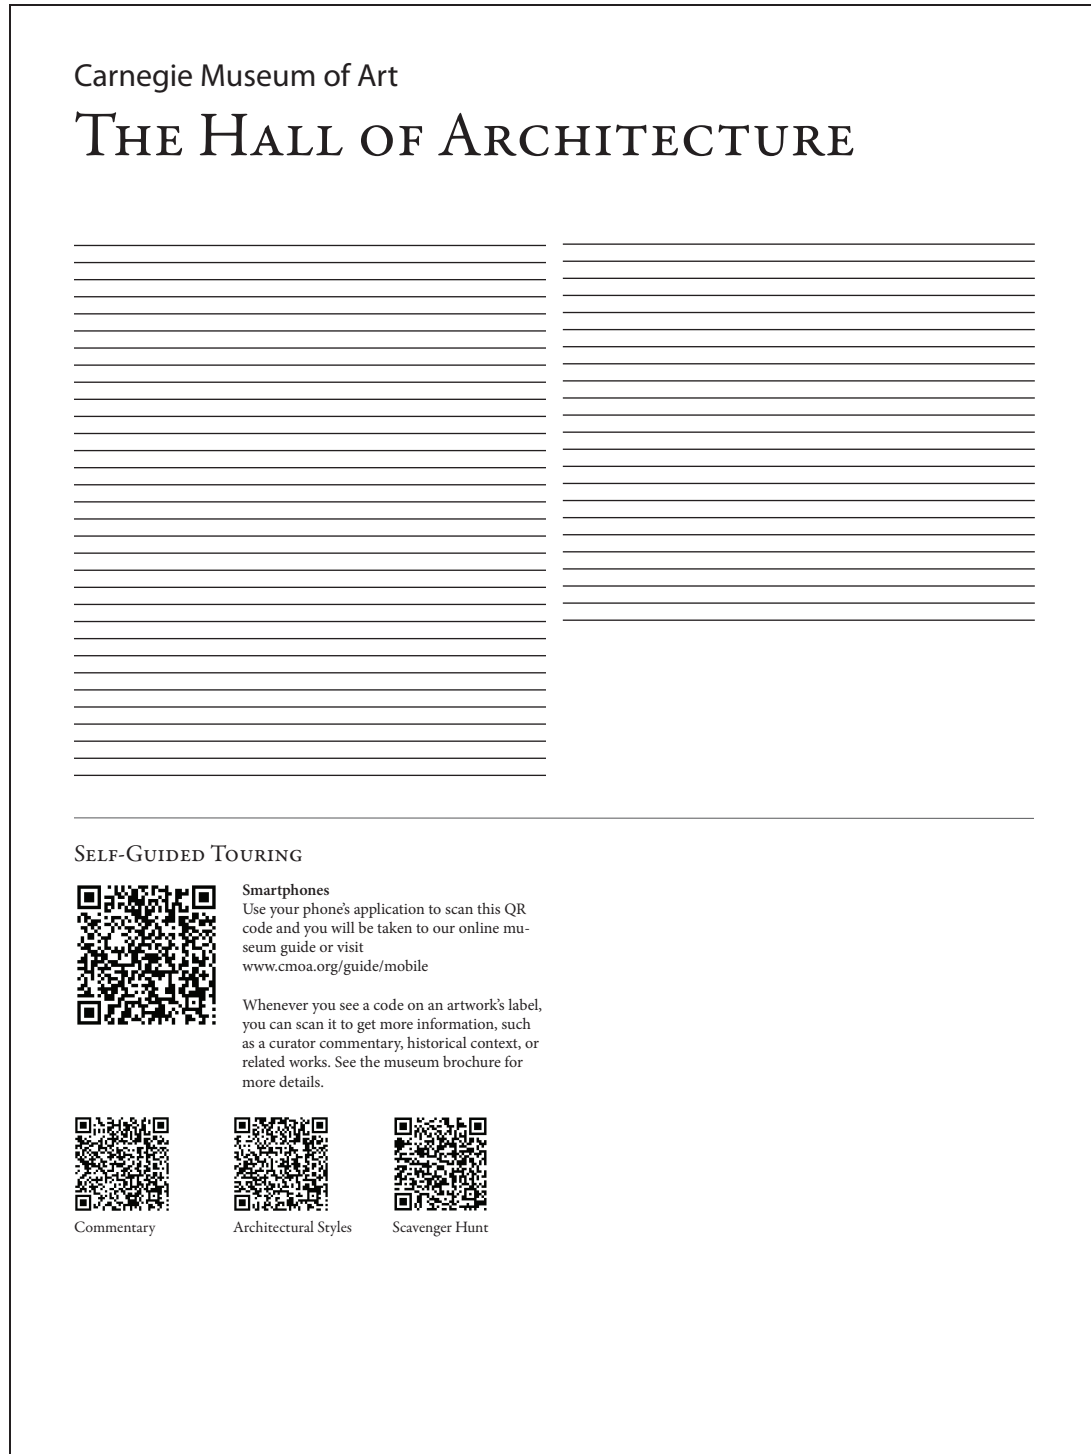 Carnegie Museum of Art
The Hall of Architecture
Self-Guided Touring
Smartphones
Use your phone’s application to scan this QR
code and you will be taken to our online mu-
seum guide or visit
www.cmoa.org/guide/mobile
Whenever you see a code on an artwork’s label,
you can scan it to get more information, such
as a curator commentary, historical context, or
related works. See the museum brochure for
more details.
Commentary
Architectural Styles
Scavenger Hunt